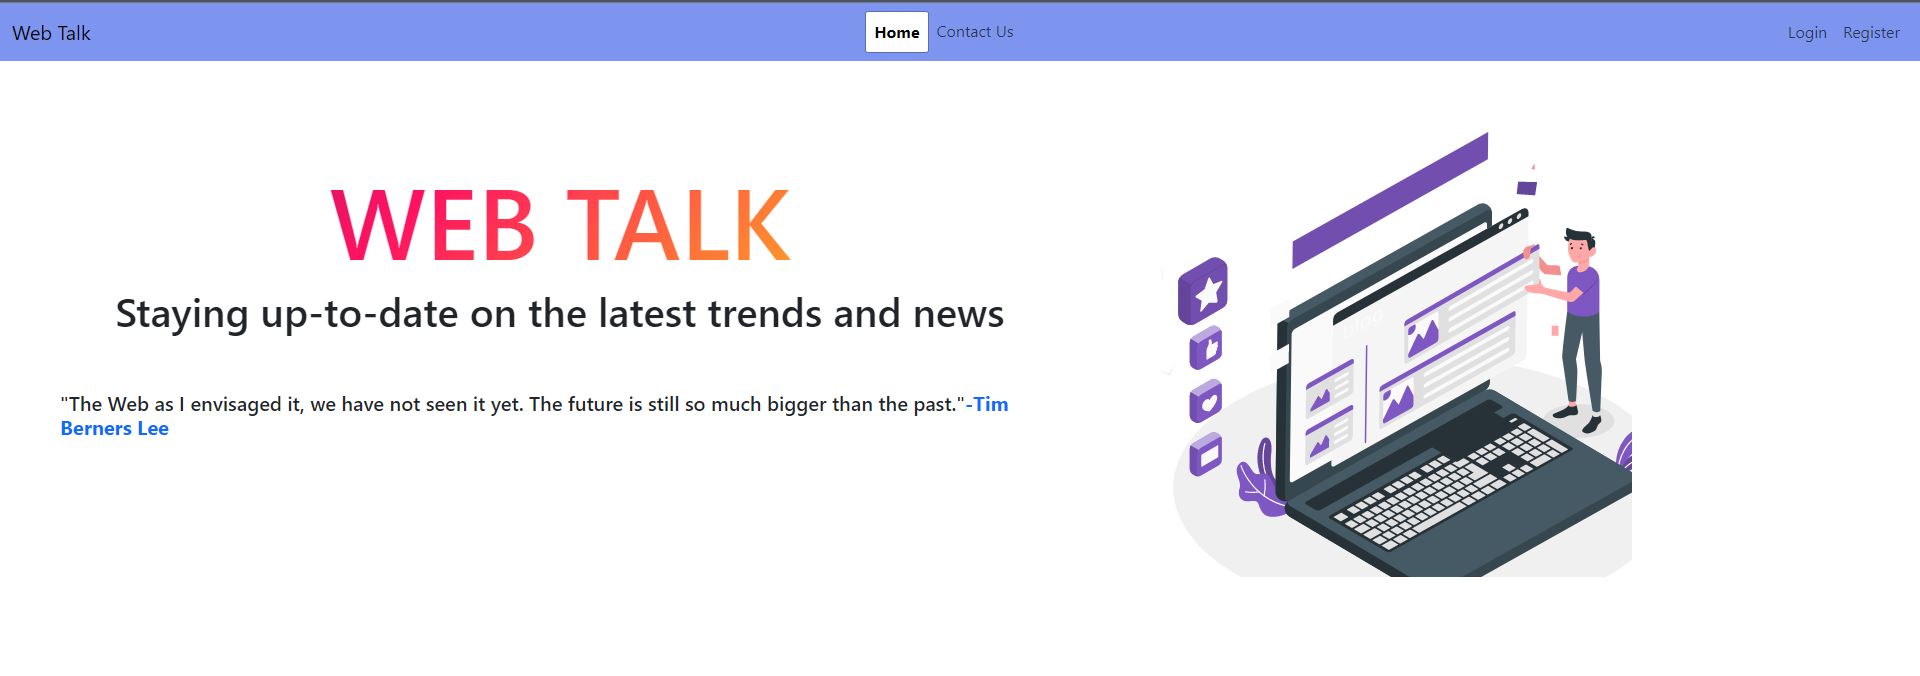 Web Talk
Home
Contact Us
Login
Register
WEB TALK
Staying up-to-date on the latest trends and news
"The Web as I envisaged it, we have not seen it yet. The future is still so much bigger than the past."-Tim
Berners Lee
blog